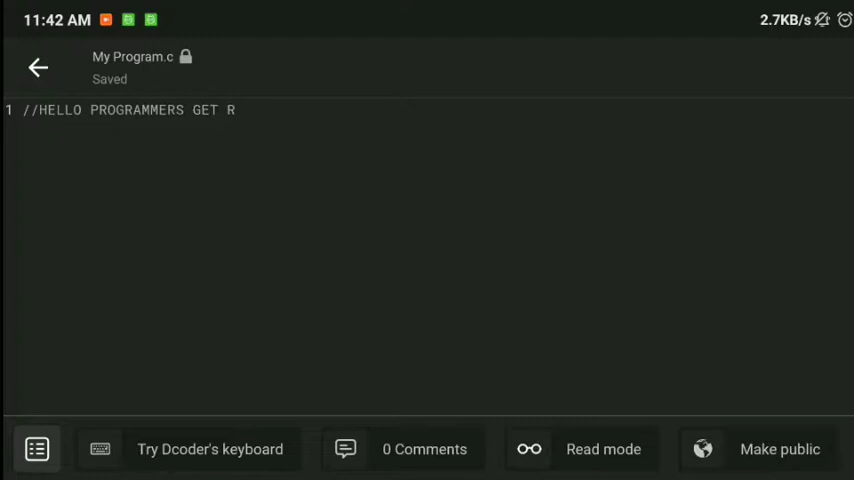 11:42 AM 2.7KB/s
My Program.c
Saved
1 //HELLO PROGRAMMERS GET R
Try Dcoder's keyboard 0 Comments Read mode Make public